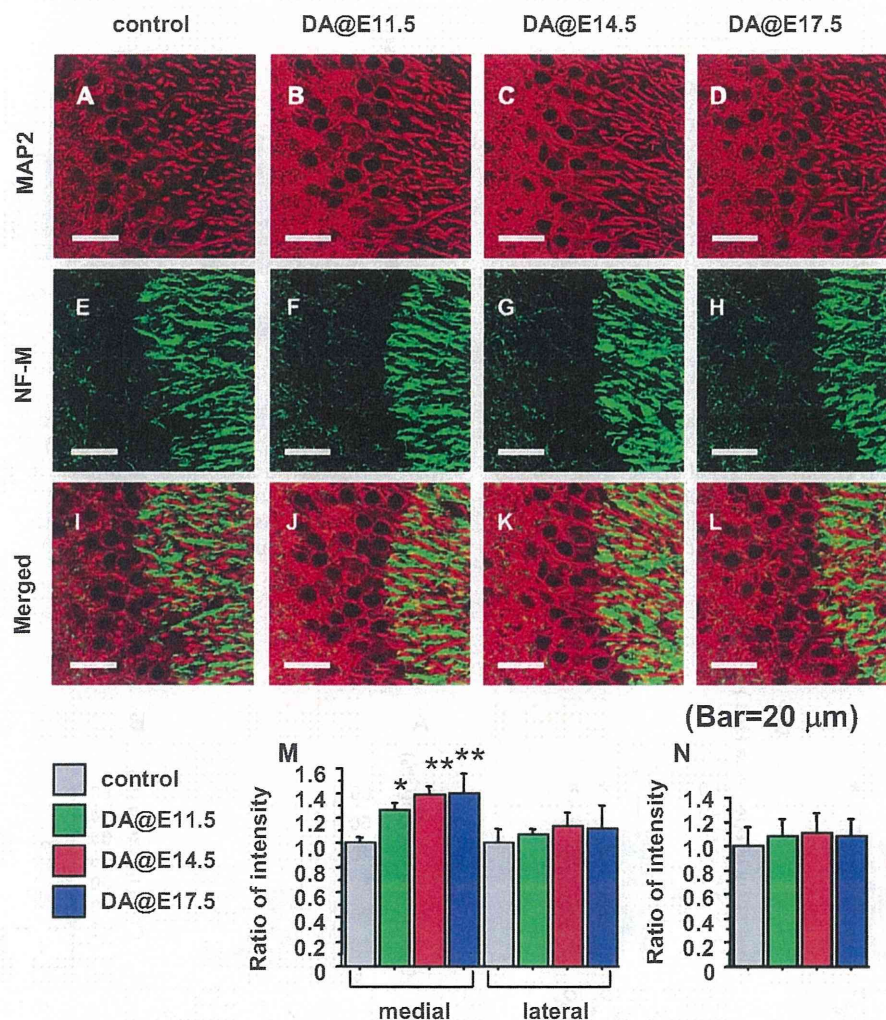 control DA@E11.5 DA@E14.5 DA@E17.5
MAP2
A B C D
NF-M
E F G H
Merged
I J K L
(Bar=20 μm)
control
DA@E11.5
DA@E14.5
DA@E17.5
M
Ratio of intensity
1.6
1.4
1.2
1.0
0.8
0.6
0.4
0.2
0
* ** **
medial lateral
N
Ratio of intensity
1.4
1.2
1.0
0.8
0.6
0.4
0.2
0